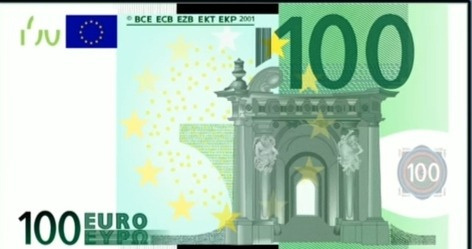 © BCE ECB EZB EKT EKP 2001
100
100
100 EURO
ΕΥΡΩ